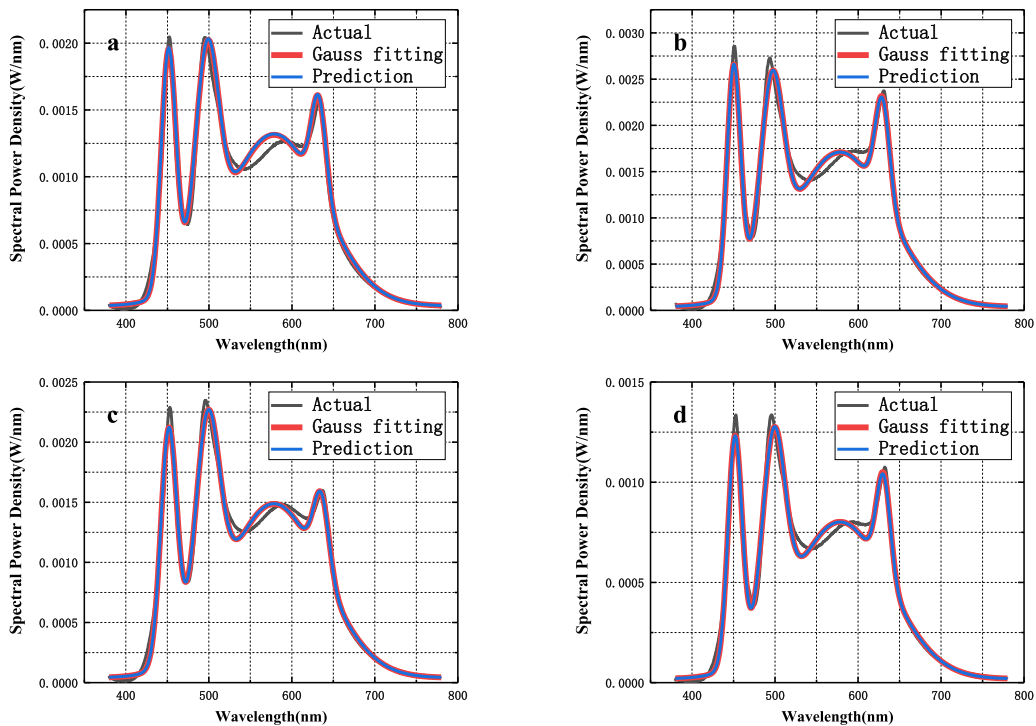 a
Actual
Gauss fitting
Prediction
Spectral Power Density(W/nm)
0.0020
0.0015
0.0010
0.0005
0.0000
400 500 600 700 800
Wavelength(nm)
b
Actual
Gauss fitting
Prediction
Spectral Power Density(W/nm)
0.0030
0.0025
0.0020
0.0015
0.0010
0.0005
0.0000
400 500 600 700 800
Wavelength(nm)
c
Actual
Gauss fitting
Prediction
Spectral Power Density(W/nm)
0.0025
0.0020
0.0015
0.0010
0.0005
0.0000
400 500 600 700 800
Wavelength(nm)
d
Actual
Gauss fitting
Prediction
Spectral Power Density(W/nm)
0.0015
0.0010
0.0005
0.0000
400 500 600 700 800
Wavelength(nm)